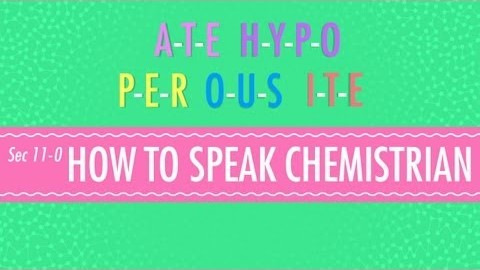 A-T-E H-Y-P-O
P-E-R O-U-S I-T-E
Sec 11-0 HOW TO SPEAK CHEMISTRIAN